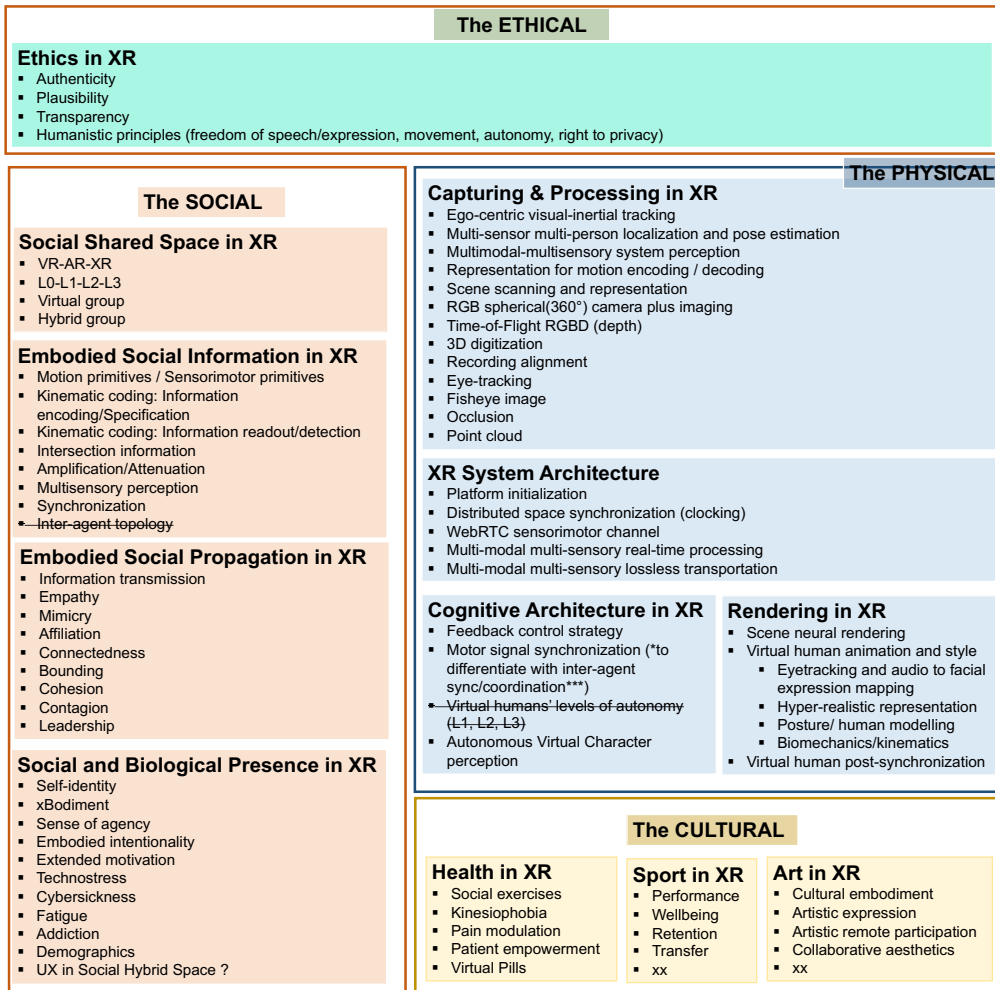 The ETHICAL
Ethics in XR
▪ Authenticity
▪ Plausibility
▪ Transparency
▪ Humanistic principles (freedom of speech/expression, movement, autonomy, right to privacy)
The SOCIAL
Social Shared Space in XR
▪ VR-AR-XR
▪ L0-L1-L2-L3
▪ Virtual group
▪ Hybrid group
Embodied Social Information in XR
▪ Motion primitives / Sensorimotor primitives
▪ Kinematic coding: Information
encoding/Specification
▪ Kinematic coding: Information readout/detection
▪ Intersection information
▪ Amplification/Attenuation
▪ Multisensory perception
▪ Synchronization
▪ Inter-agent topology
Embodied Social Propagation in XR
▪ Information transmission
▪ Empathy
▪ Mimicry
▪ Affiliation
▪ Connectedness
▪ Bounding
▪ Cohesion
▪ Contagion
▪ Leadership
Social and Biological Presence in XR
▪ Self-identity
▪ xBodiment
▪ Sense of agency
▪ Embodied intentionality
▪ Extended motivation
▪ Technostress
▪ Cybersickness
▪ Fatigue
▪ Addiction
▪ Demographics
▪ UX in Social Hybrid Space ?
The PHYSICAL
Capturing & Processing in XR
▪ Ego-centric visual-inertial tracking
▪ Multi-sensor multi-person localization and pose estimation
▪ Multimodal-multisensory system perception
▪ Representation for motion encoding / decoding
▪ Scene scanning and representation
▪ RGB spherical(360°) camera plus imaging
▪ Time-of-Flight RGBD (depth)
▪ 3D digitization
▪ Recording alignment
▪ Eye-tracking
▪ Fisheye image
▪ Occlusion
▪ Point cloud
XR System Architecture
▪ Platform initialization
▪ Distributed space synchronization (clocking)
▪ WebRTC sensorimotor channel
▪ Multi-modal multi-sensory real-time processing
▪ Multi-modal multi-sensory lossless transportation
Cognitive Architecture in XR
▪ Feedback control strategy
▪ Motor signal synchronization (*to
differentiate with inter-agent
sync/coordination***)
▪ Virtual humans' levels of autonomy
(L1, L2, L3)
▪ Autonomous Virtual Character
perception
Rendering in XR
▪ Scene neural rendering
▪ Virtual human animation and style
▪ Eyetracking and audio to facial
expression mapping
▪ Hyper-realistic representation
▪ Posture/ human modelling
▪ Biomechanics/kinematics
▪ Virtual human post-synchronization
The CULTURAL
Health in XR
▪ Social exercises
▪ Kinesiophobia
▪ Pain modulation
▪ Patient empowerment
▪ Virtual Pills
Sport in XR
▪ Performance
▪ Wellbeing
▪ Retention
▪ Transfer
▪ xx
Art in XR
▪ Cultural embodiment
▪ Artistic expression
▪ Artistic remote participation
▪ Collaborative aesthetics
▪ xx